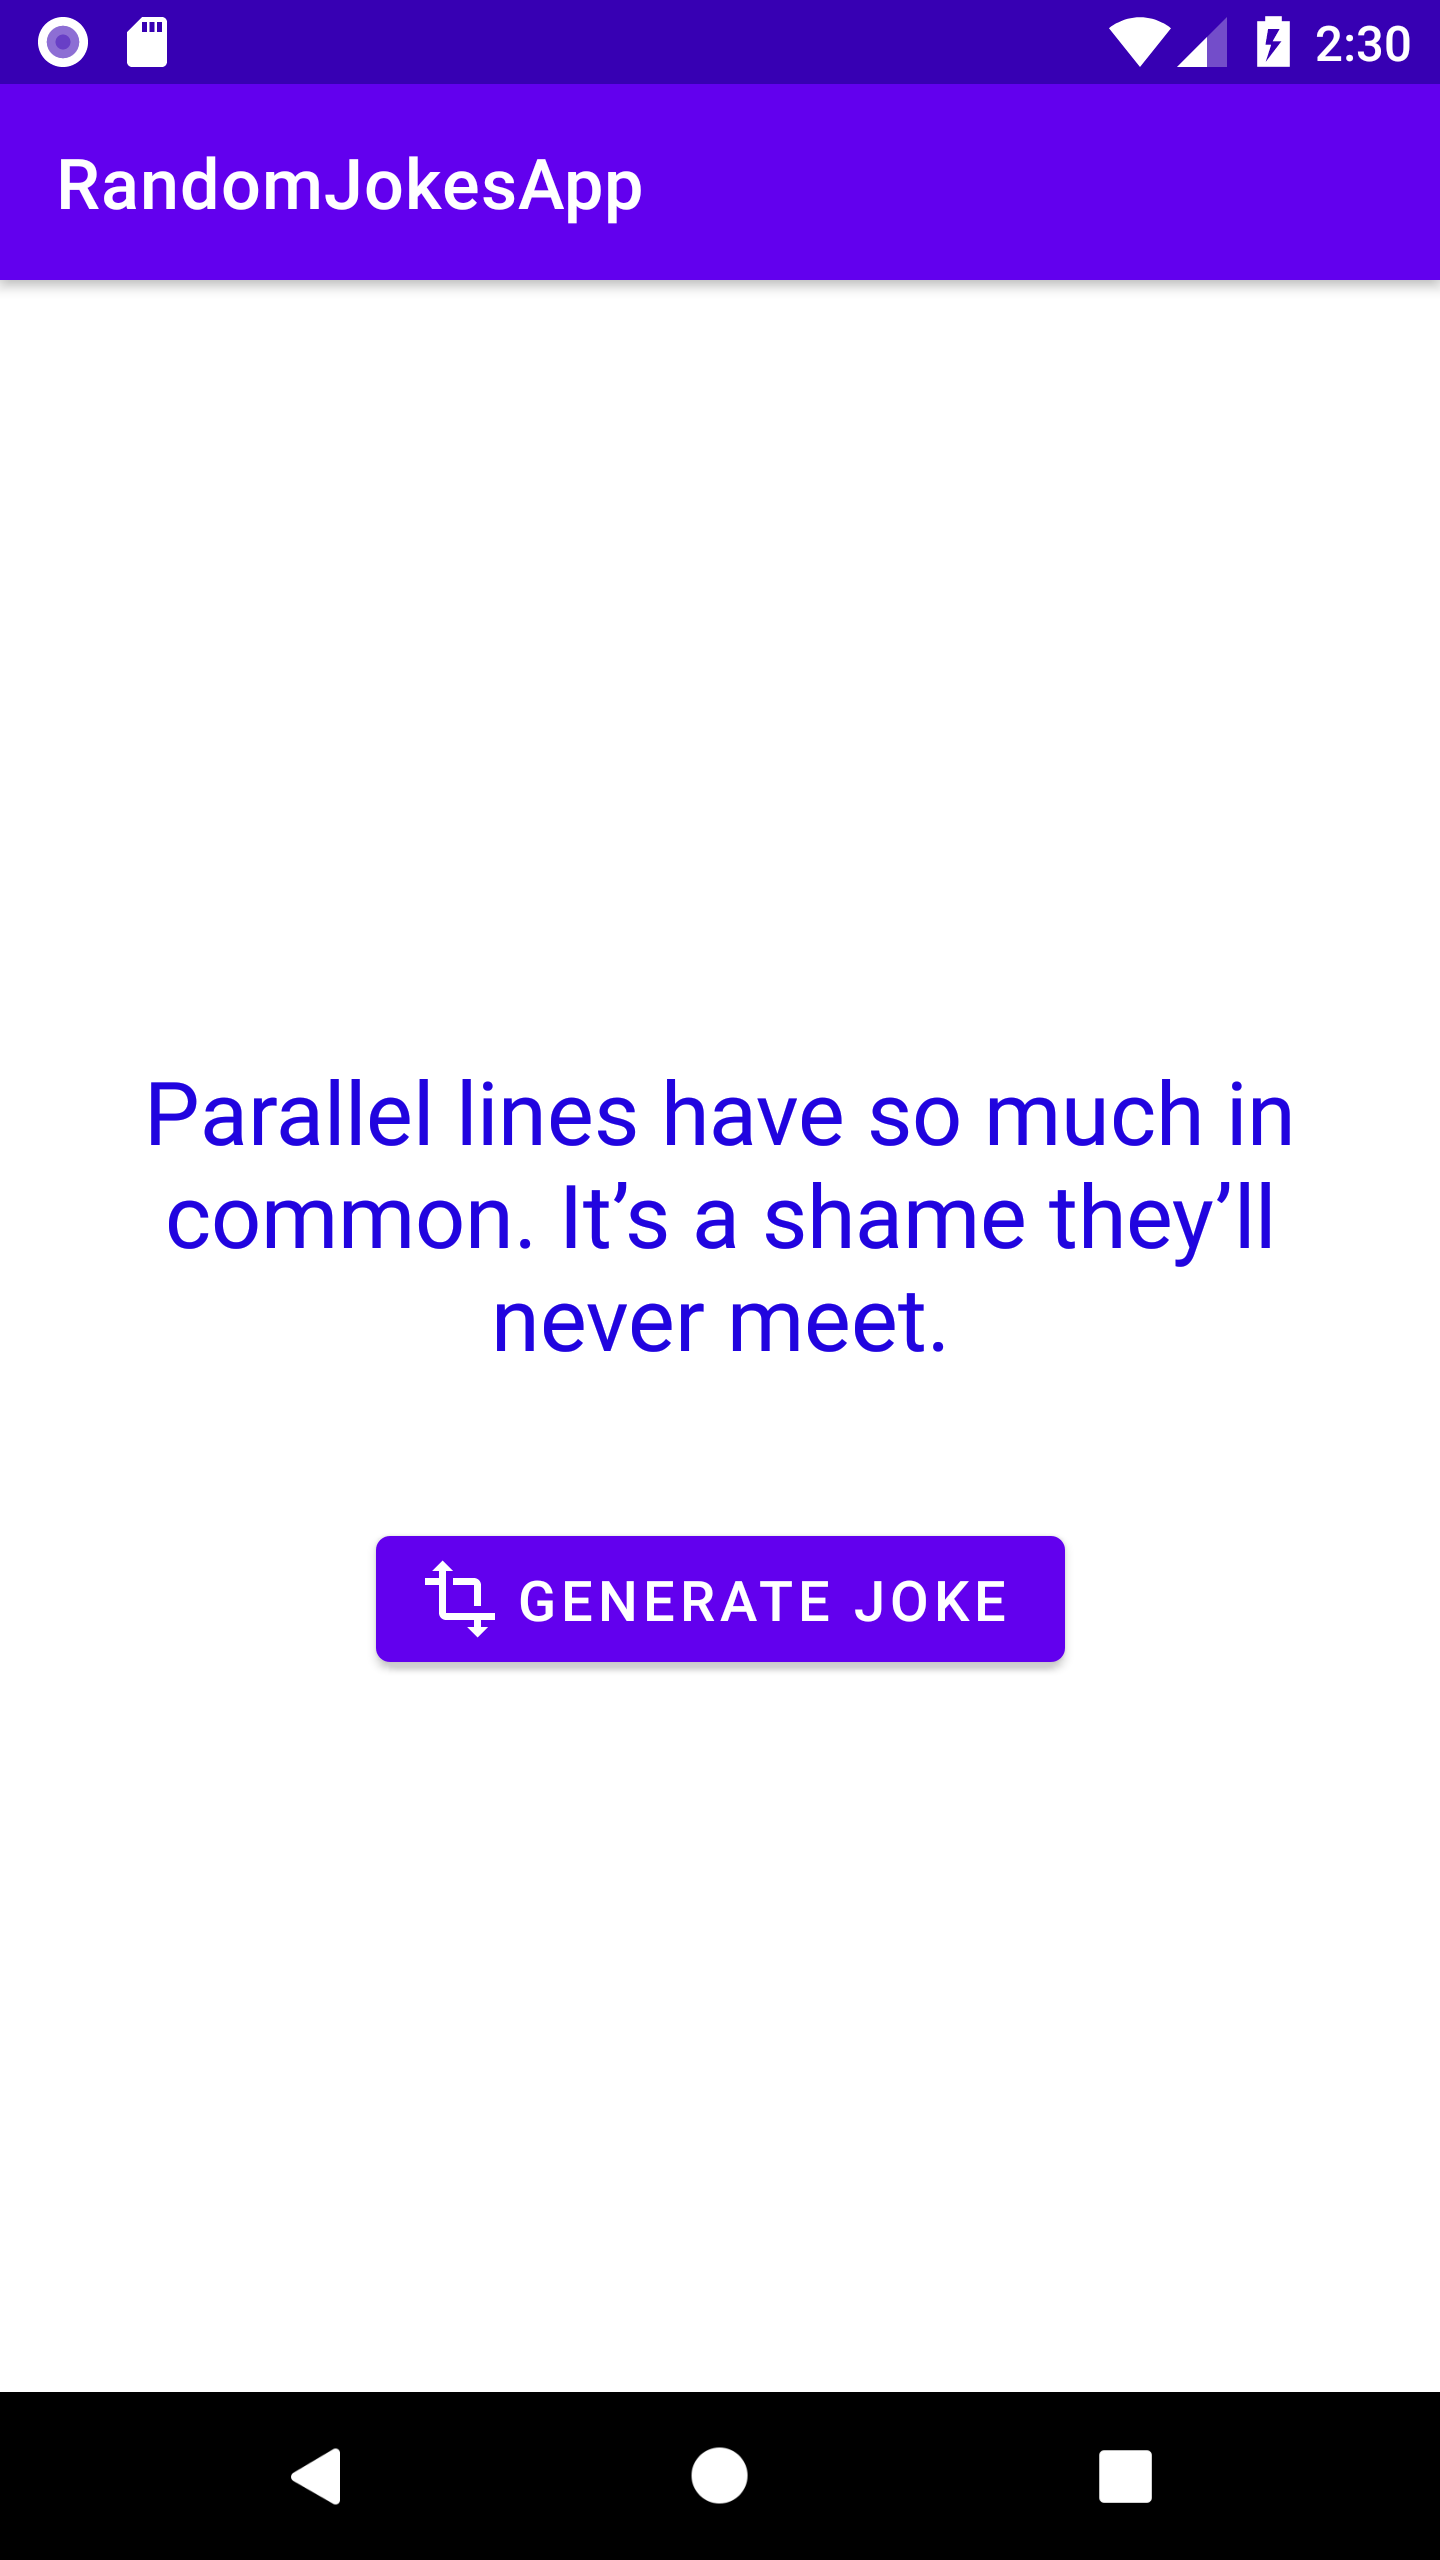 2:30
RandomJokesApp
Parallel lines have so much in
common. It’s a shame they’ll
never meet.
GENERATE JOKE